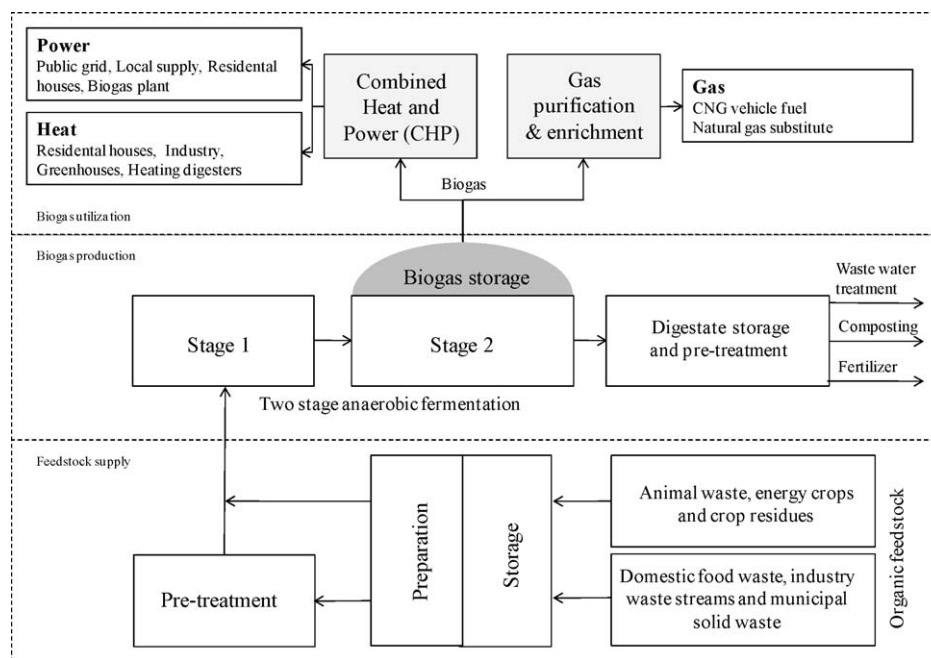 Power
Public grid, Local supply, Residental
houses, Biogas plant
Heat
Residental houses, Industry,
Greenhouses, Heating digesters
Combined
Heat and
Power (CHP)
Gas
purification
& enrichment
Gas
CNG vehicle fuel
Natural gas substitute
Biogas
Biogas utilization
Biogas production
Biogas storage
Stage 1
Stage 2
Digestate storage
and pre-treatment
Waste water
treatment
Composting
Fertilizer
Two stage anaerobic fermentation
Feedstock supply
Pre-treatment
Preparation
Storage
Animal waste, energy crops
and crop residues
Domestic food waste, industry
waste streams and municipal
solid waste
Organic feedstock